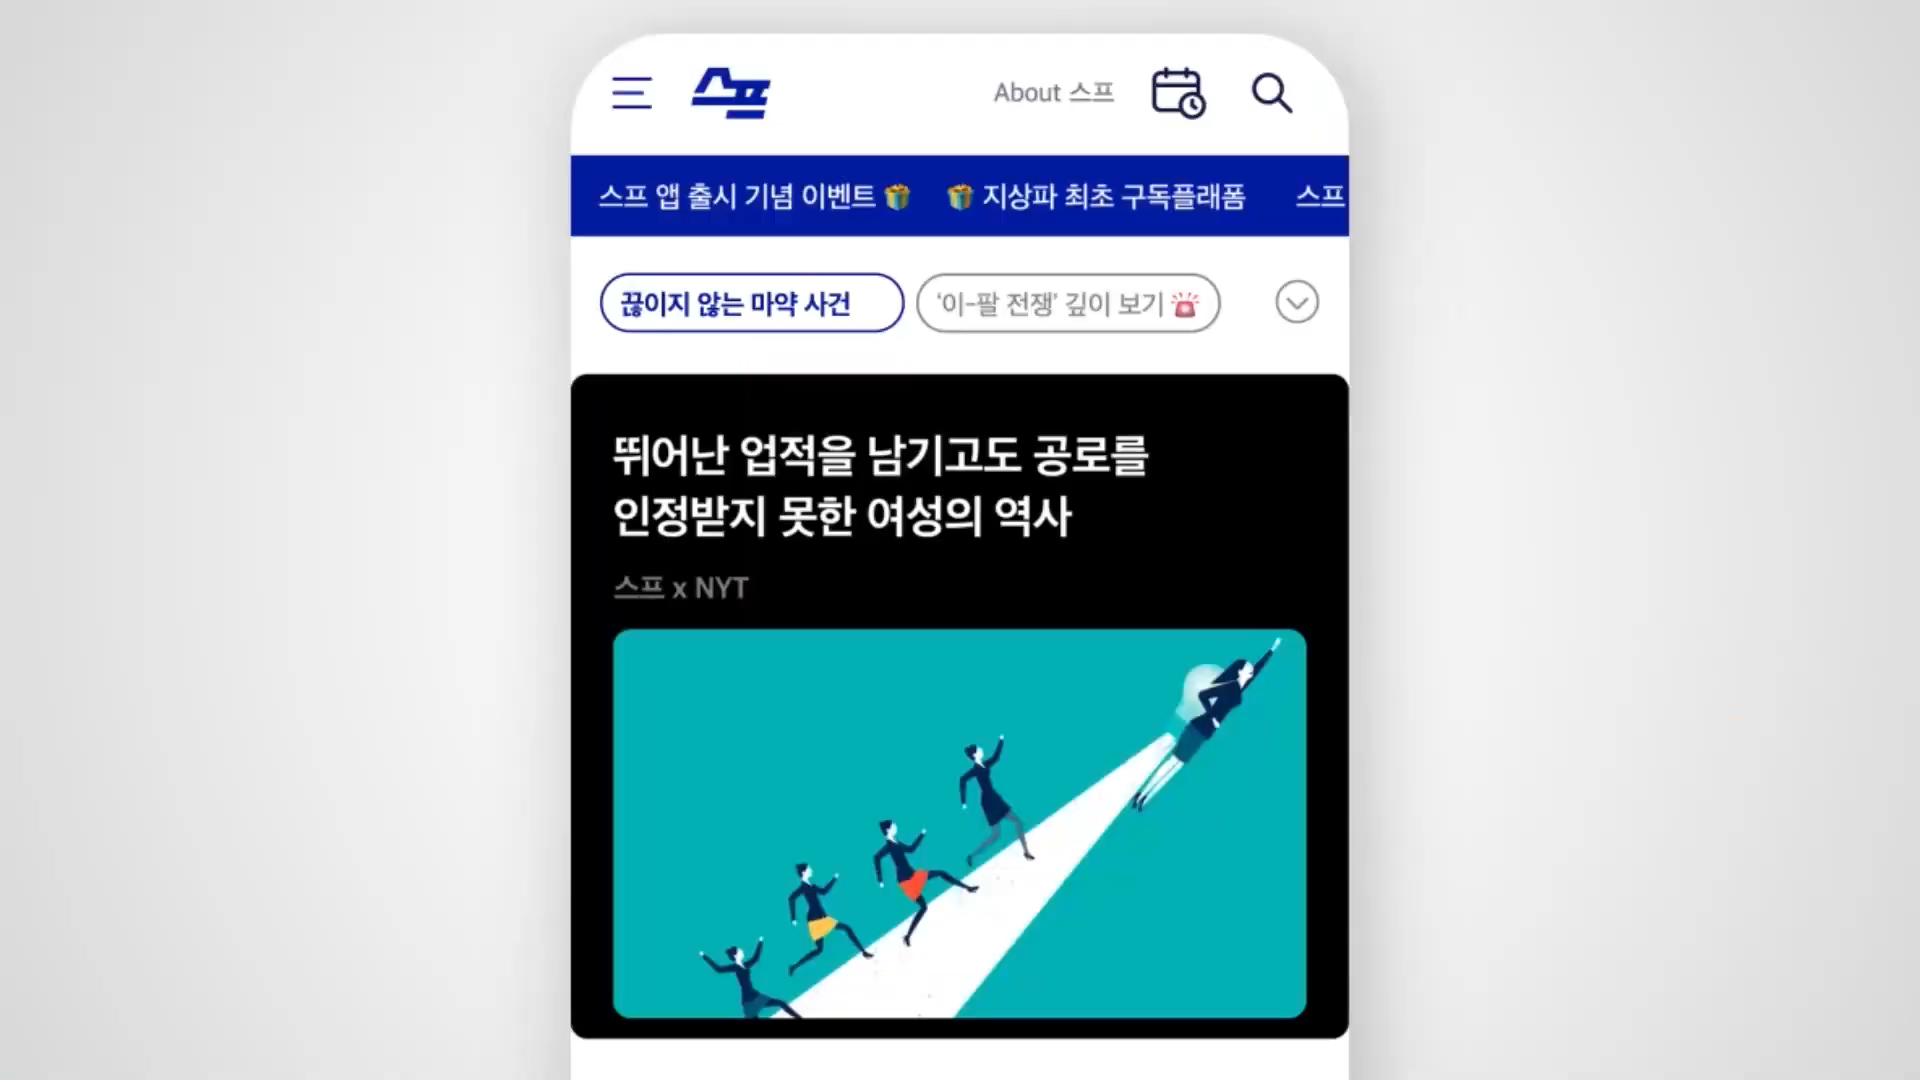 스프
About 스프
스프 앱 출시 기념 이벤트 🎁 🎁 지상파 최초 구독플래폼 스프
끊이지 않는 마약 사건
‘이-팔 전쟁’ 깊이 보기 🚨
뛰어난 업적을 남기고도 공로를
인정받지 못한 여성의 역사
스프 x NYT